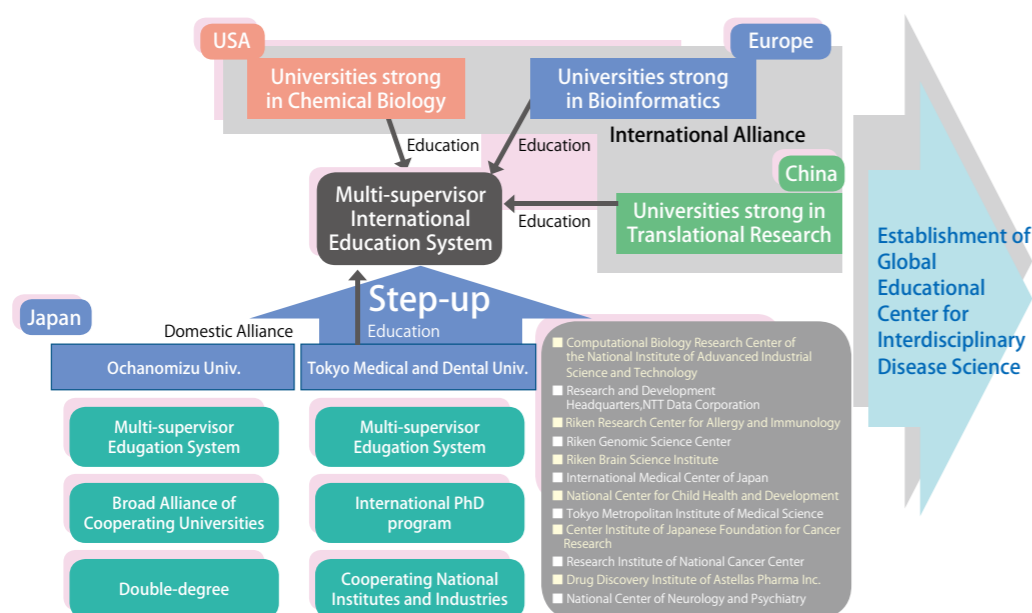 USA
Europe
Universities strong
in Chemical Biology
Universities strong
in Bioinformatics
International Alliance
Education
Education
China
Multi-supervisor
International
Education System
Education
Universities strong in
Translational Research
Establishment of
Global
Educational
Center for
Interdisciplinary
Disease Science
Step-up
Japan
Domestic Alliance
Education
Ochanomizu Univ.
Tokyo Medical and Dental Univ.
Multi-supervisor
Edugation System
Broad Alliance of
Cooperating Universities
Double-degree
Multi-supervisor
Edugation System
International PhD
program
Cooperating National
Institutes and Industries
Computational Biology Research Center of
the National Institute of Aduvanced Industrial
Science and Technology
Research and Development
Headquarters,NTT Data Corporation
Riken Research Center for Allergy and Immunology
Riken Genomic Science Center
Riken Brain Science Institute
International Medical Center of Japan
National Center for Child Health and Development
Tokyo Metropolitan Institute of Medical Science
Center Institute of Japanese Foundation for Cancer
Research
Research Institute of National Cancer Center
Drug Discovery Institute of Astellas Pharma Inc.
National Center of Neurology and Psychiatry